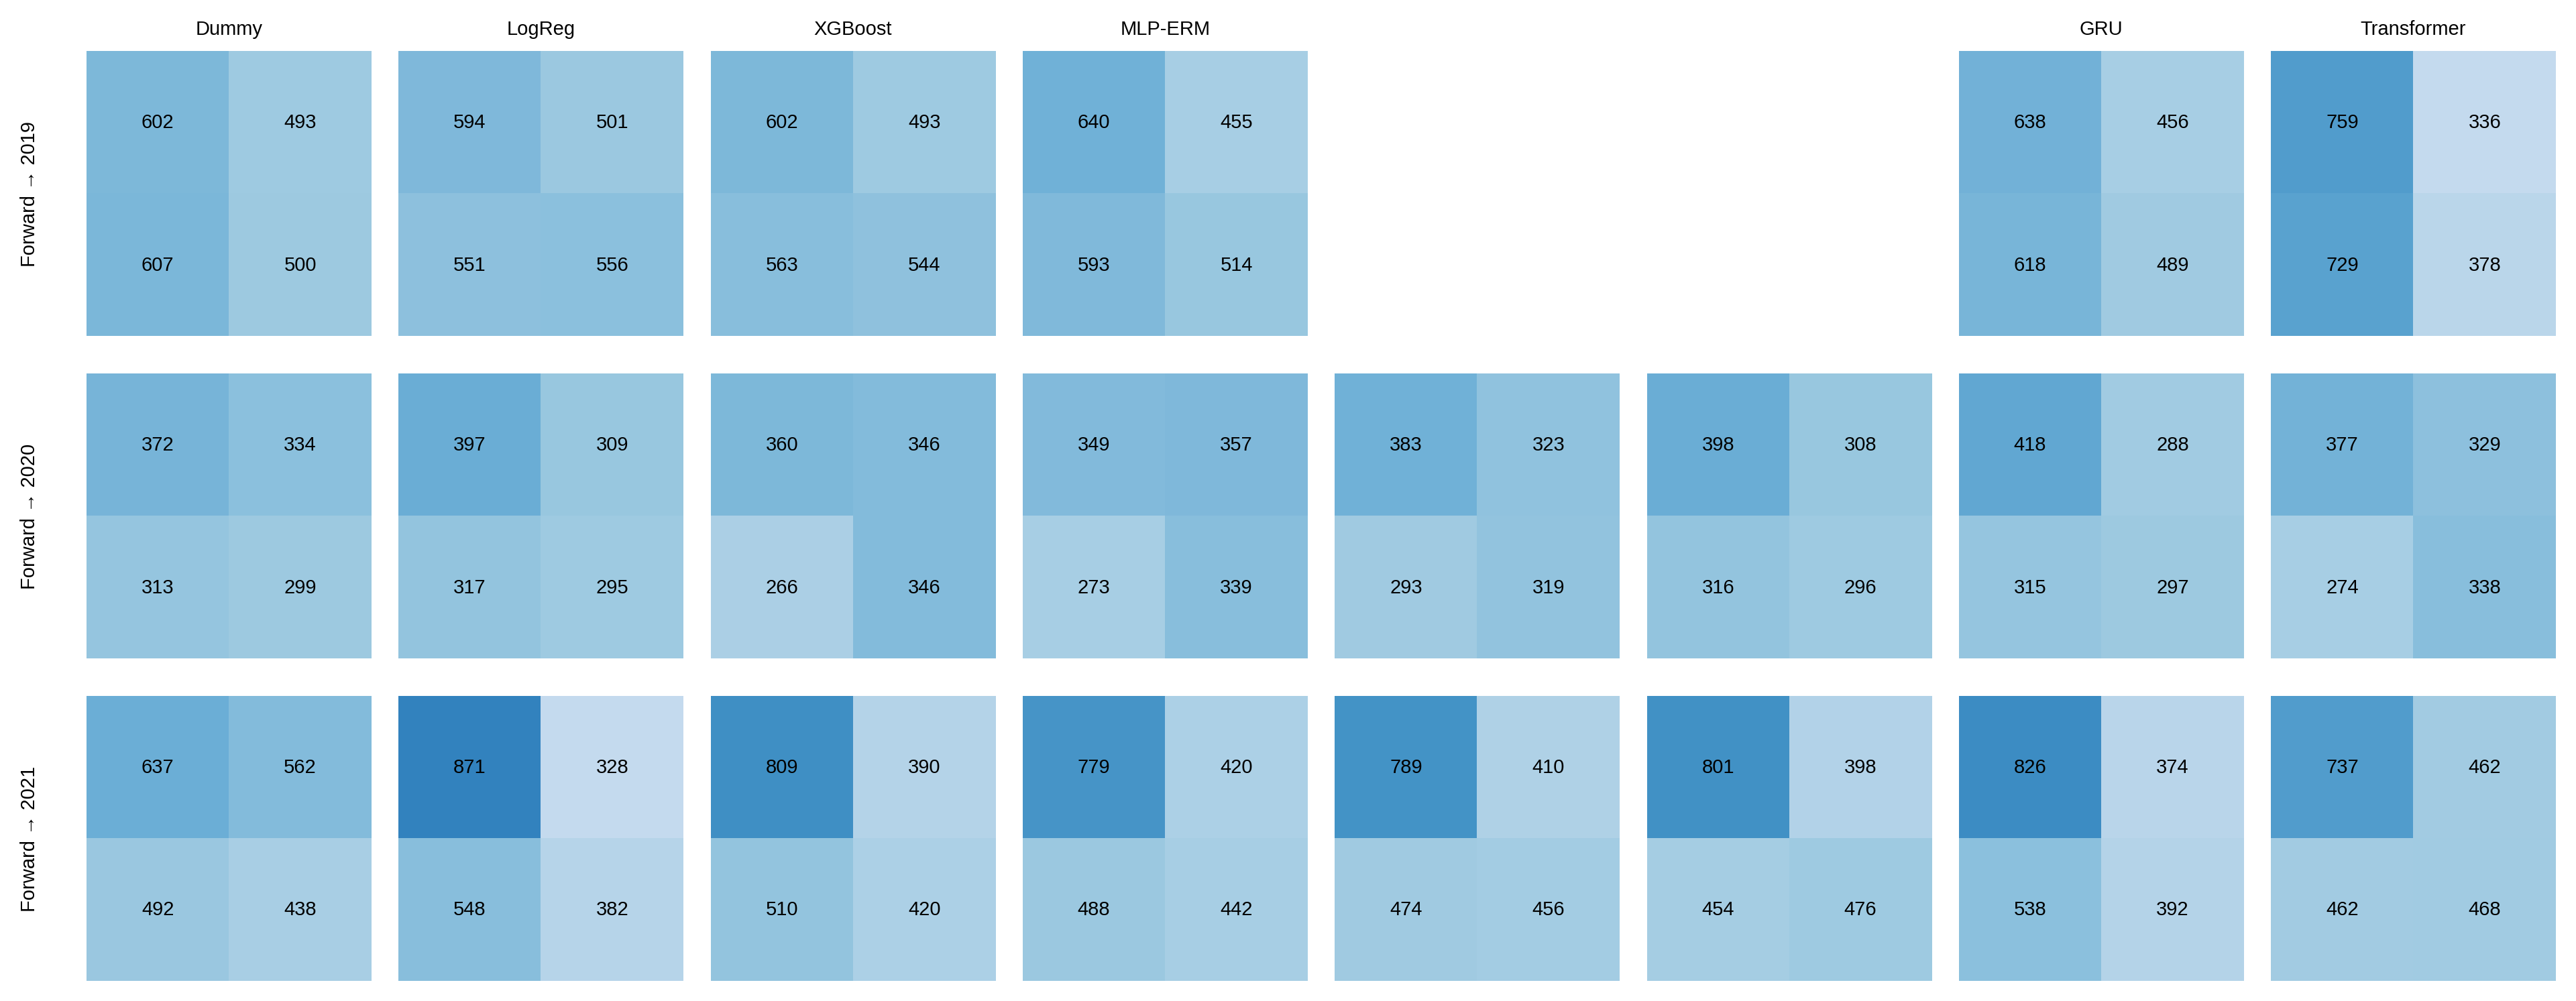 Dummy LogReg XGBoost MLP-ERM GRU Transformer
Forward → 2019
602 493 594 501 602 493 640 455 638 456 759 336
607 500 551 556 563 544 593 514 618 489 729 378
Forward → 2020
372 334 397 309 360 346 349 357 383 323 398 308 418 288 377 329
313 299 317 295 266 346 273 339 293 319 316 296 315 297 274 338
Forward → 2021
637 562 871 328 809 390 779 420 789 410 801 398 826 374 737 462
492 438 548 382 510 420 488 442 474 456 454 476 538 392 462 468